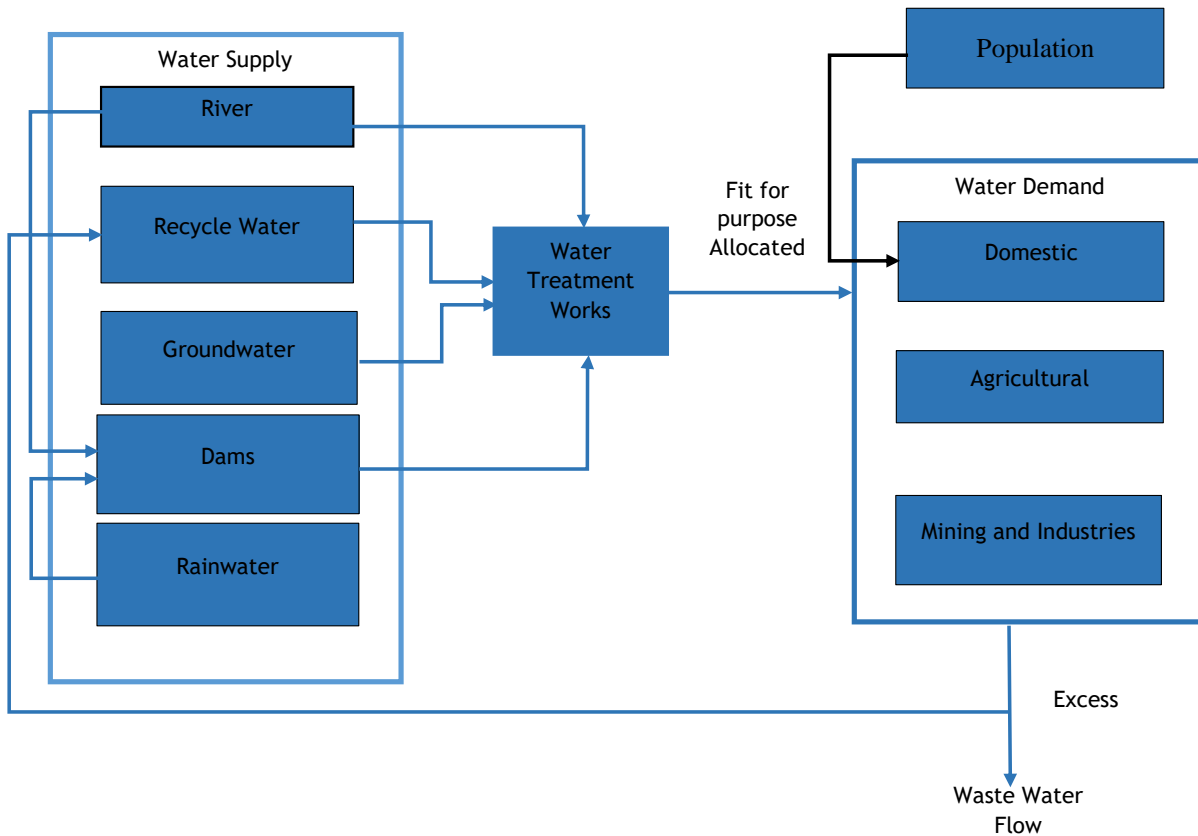 Water Supply
River
Recycle Water
Groundwater
Dams
Rainwater
Water
Treatment
Works
Fit for
purpose
Allocated
Population
Water Demand
Domestic
Agricultural
Mining and Industries
Excess
Waste Water
Flow